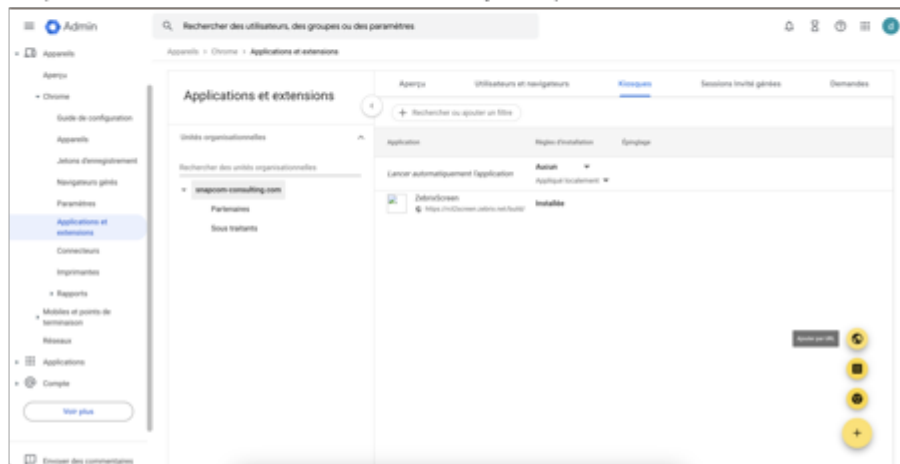 Admin
Rechercher des utilisateurs, des groupes ou des paramètres
d
Appareils > Chrome > Applications et extensions
Appareils
Aperçu
Chrome
Guide de configuration
Appareils
Jetons d'enregistrement
Navigateurs gérés
Paramètres
Applications et
extensions
Connecteurs
Imprimantes
Rapports
Mobiles et points de
terminaison
Réseaux
Applications
Compte
Voir plus
Envoyer des commentaires
Applications et extensions
Unités organisationnelles
Rechercher des unités organisationnelles
snapcom-consulting.com
Partenaires
Sous traitants
Aperçu
Utilisateurs et navigateurs
Kiosques
Sessions Invité gérées
Demandes
+ Rechercher ou ajouter un filtre
Application
Règles d'installation
Épinglage
Lancer automatiquement l'application
Aucun
Appliqué localement
ZebrixScreen
Installée
Ajouter par URL
+